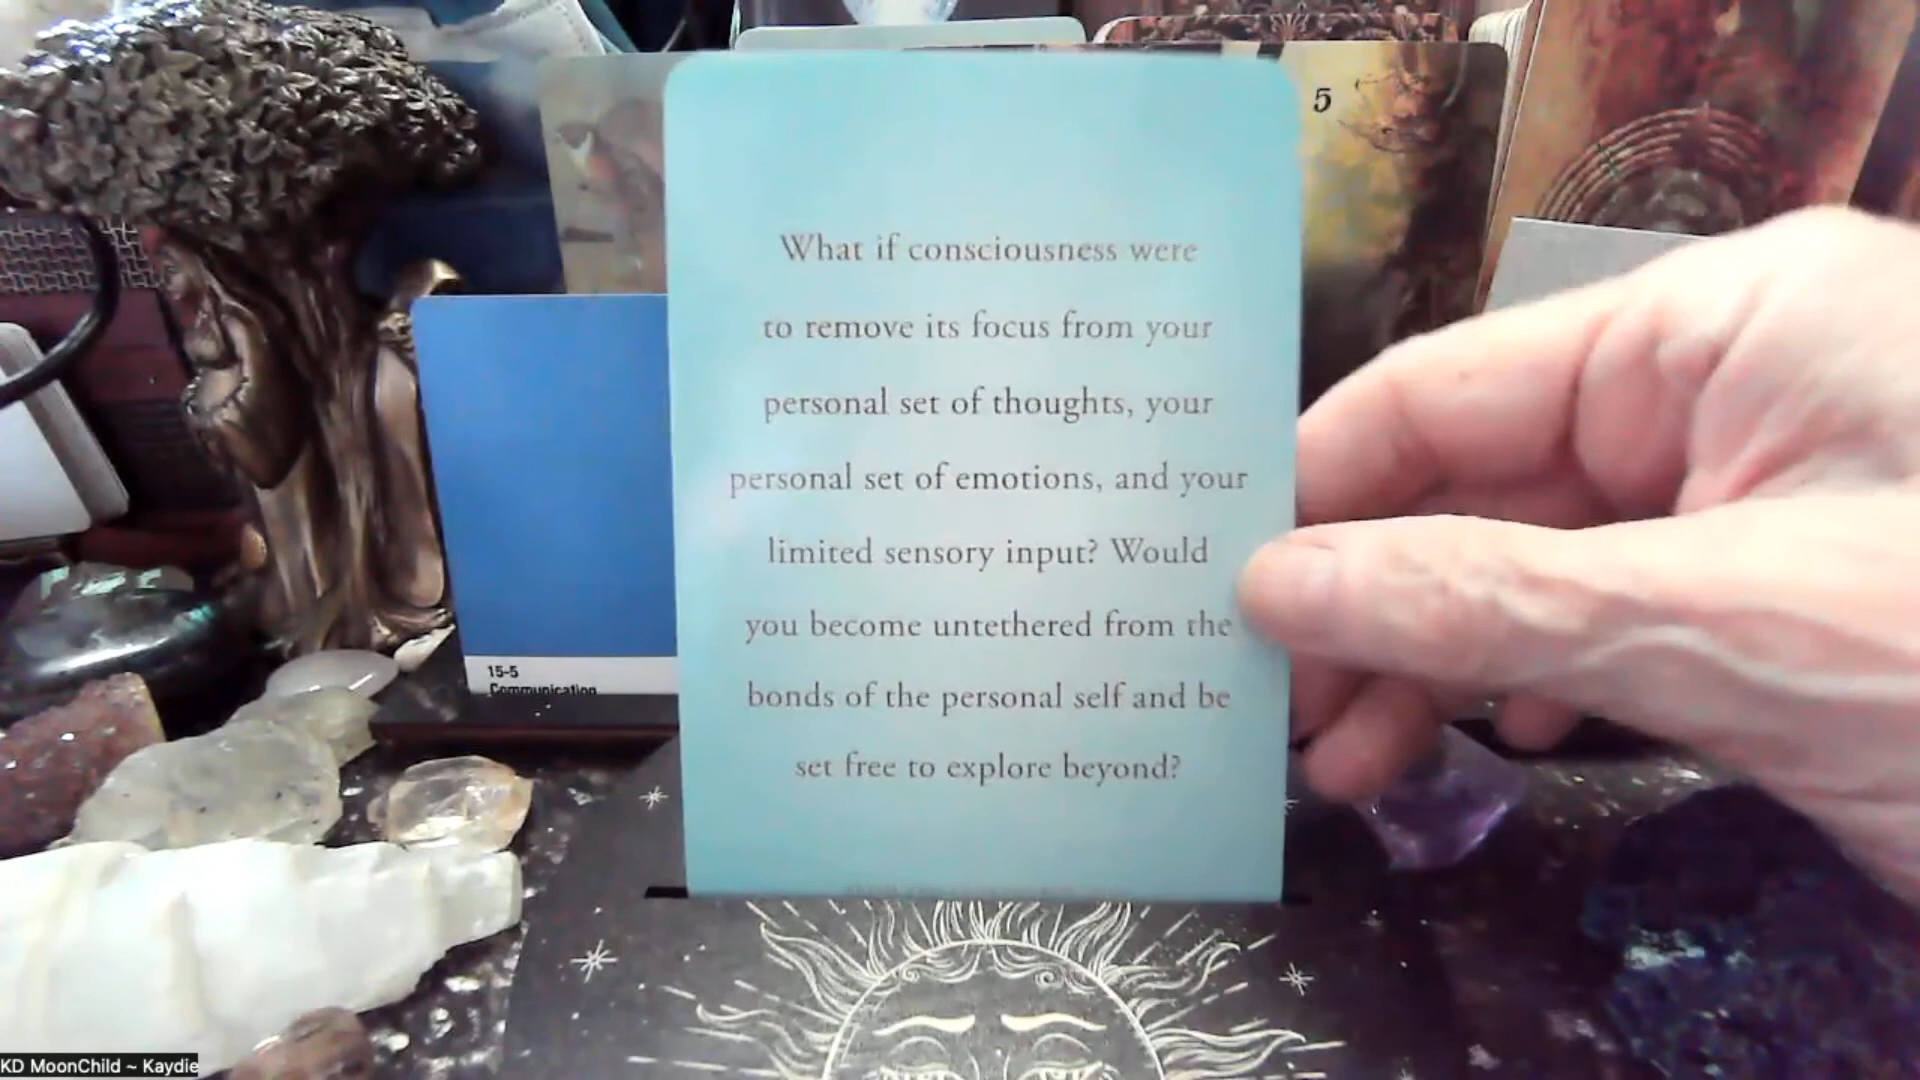 5
What if consciousness were
to remove its focus from your
personal set of thoughts, your
personal set of emotions, and your
limited sensory input? Would
you become untethered from the
bonds of the personal self and be
set free to explore beyond?
15-5
Communication
KD MoonChild ~ Kaydie